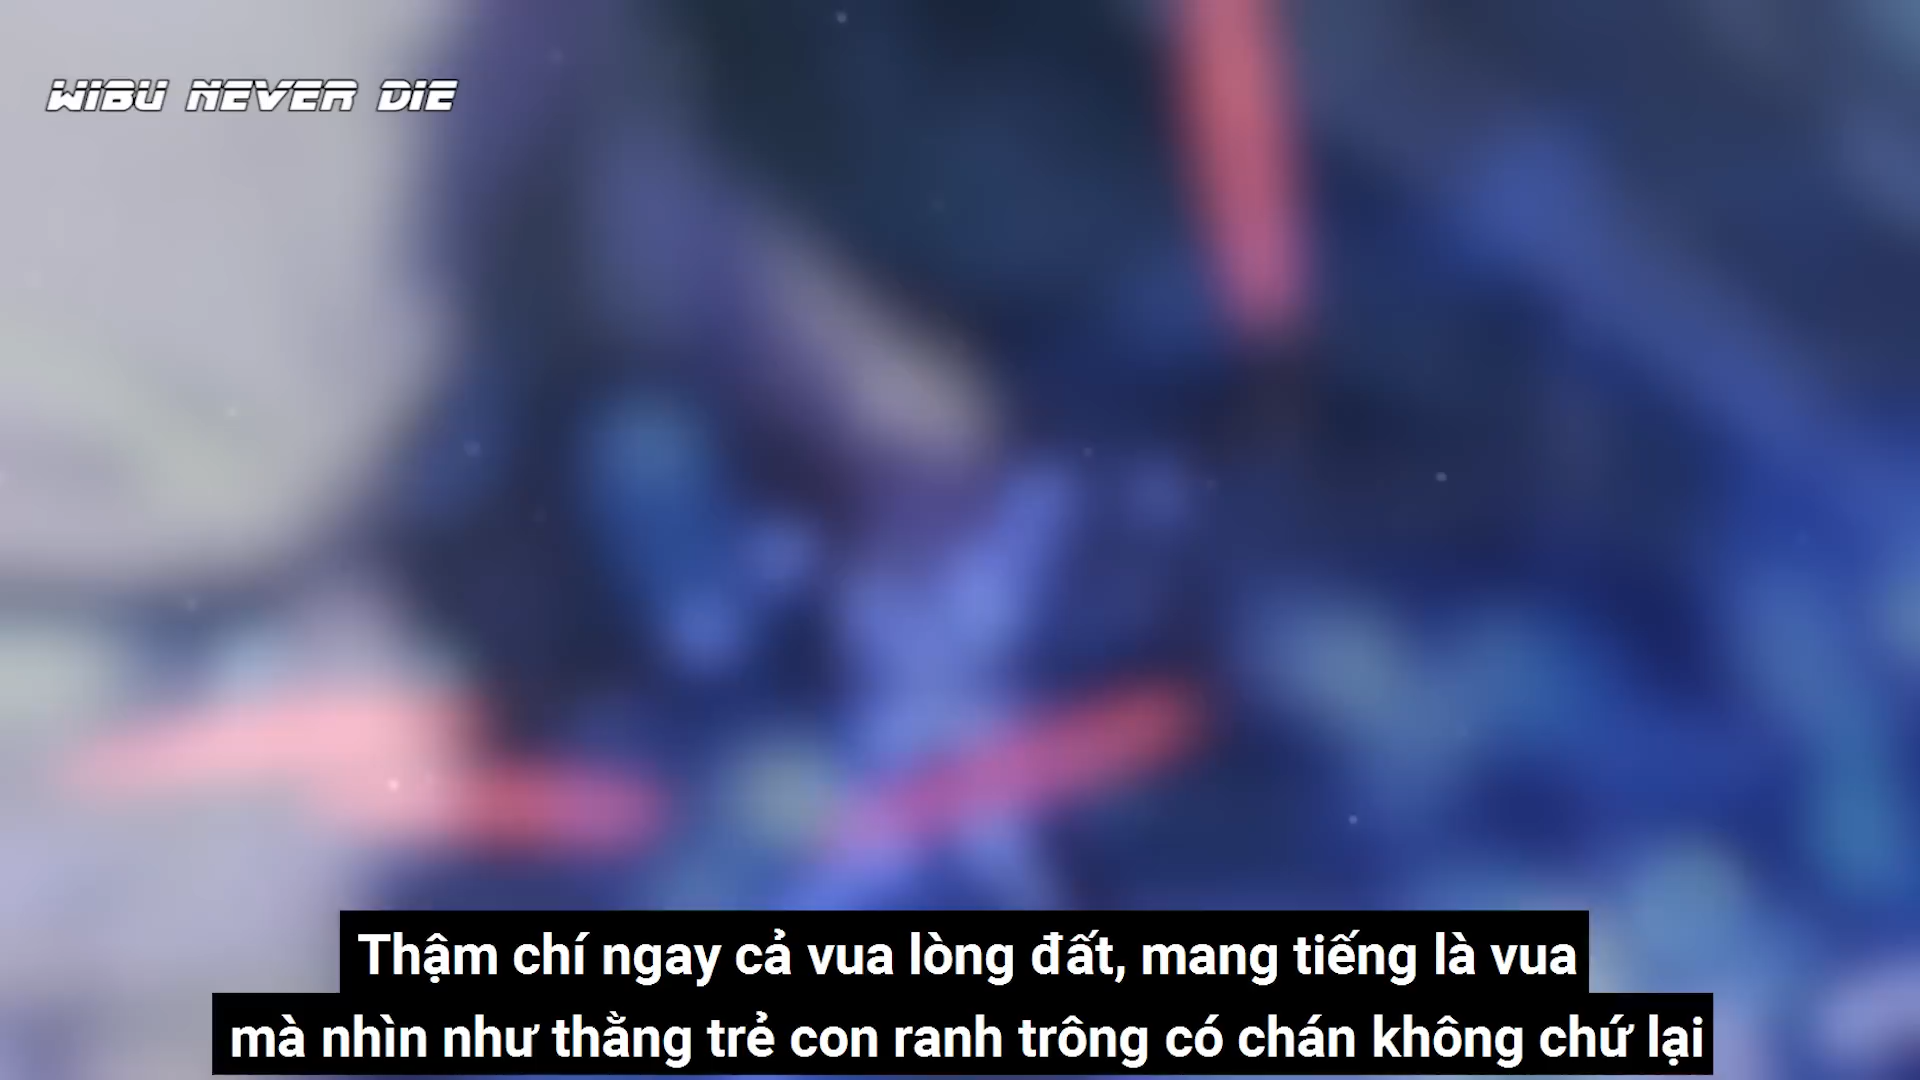 WIBU NEVER DIE
Thậm chí ngay cả vua lòng đất, mang tiếng là vua
mà nhìn như thằng trẻ con ranh trông có chán không chứ lại